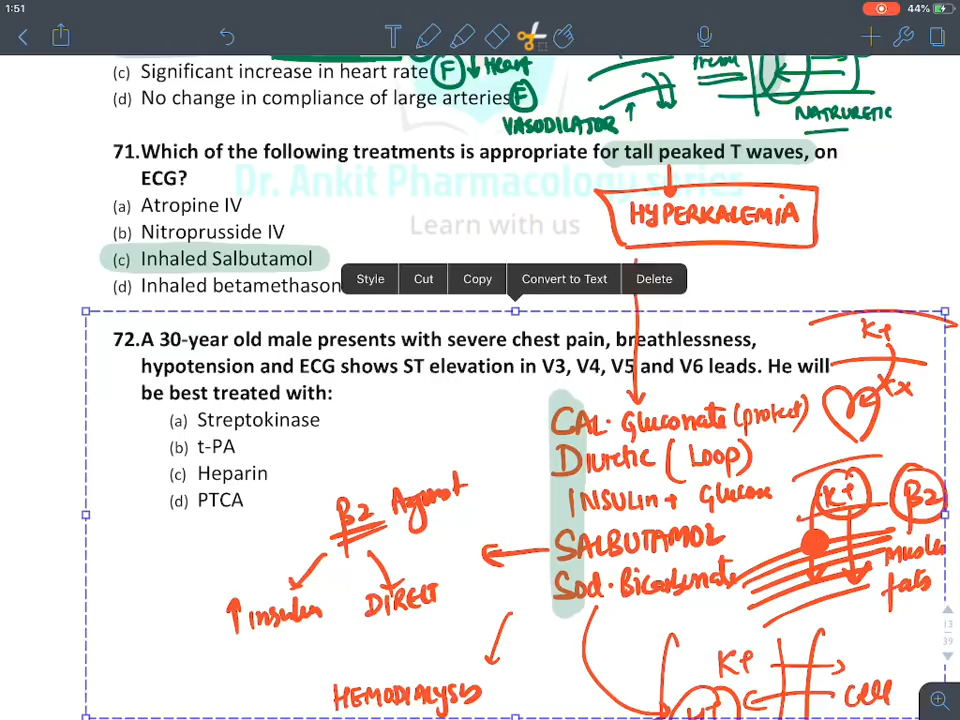 1:51
44%
T
(c) Significant increase in heart rate F ↓ Heart
(d) No change in compliance of large arteries F
VASODILATOR ↑
NATRURETIC
71.Which of the following treatments is appropriate for tall peaked T waves, on
ECG?
Dr. Ankit Pharmacology series
Learn with us
(a) Atropine IV
(b) Nitroprusside IV
(c) Inhaled Salbutamol
(d) Inhaled betamethason
HYPERKALEMIA
Style Cut Copy Convert to Text Delete
72.A 30-year old male presents with severe chest pain, breathlessness,
hypotension and ECG shows ST elevation in V3, V4, V5 and V6 leads. He will
be best treated with:
(a) Streptokinase
(b) t-PA
(c) Heparin
(d) PTCA
K+
CAL. Gluconate (protect)
Diuretic (Loop)
INSULIN + Glucose
SALBUTAMOL
Sod. Bicarbonate
K+ β2
Muscles
fats
β2 Agonist
↑ Insulin DIRECT
HEMODIALYSIS
K+
H+ cell
13
39